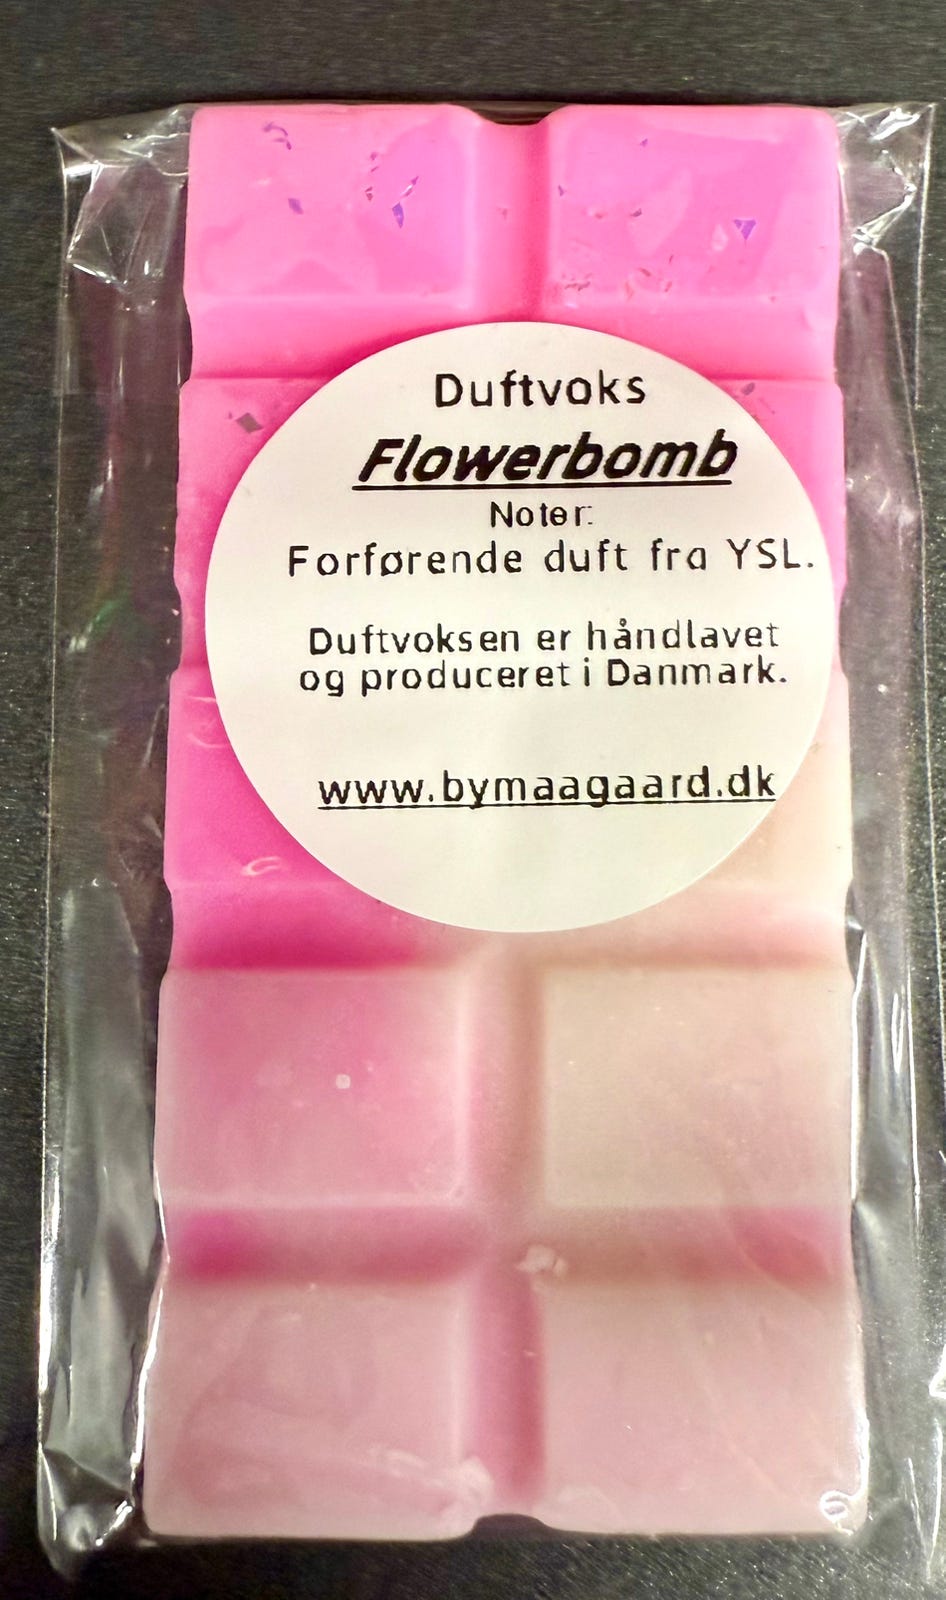 Duftvoks
Flowerbomb
Noter:
Forførende duft fra YSL.
Duftvoksen er håndlavet
og produceret i Danmark.
www.bymaagaard.dk